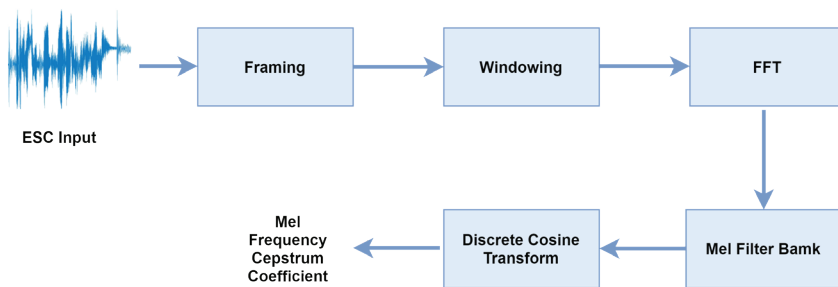 ESC Input
Framing
Windowing
FFT
Mel Filter Bamk
Discrete Cosine
Transform
Mel
Frequency
Cepstrum
Coefficient